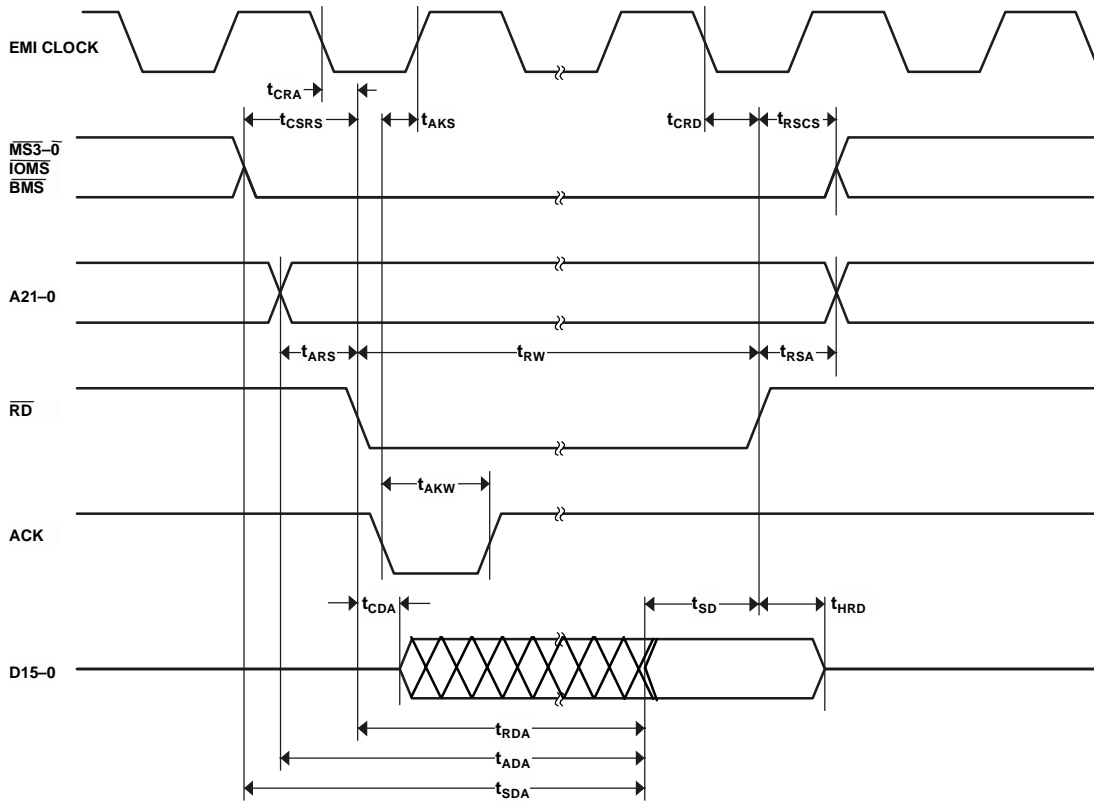 EMI CLOCK
tCRA
tCSRS
tAKS
tCRD
tRSCS
MS3–0
IOMS
BMS
A21–0
tARS
tRW
tRSA
RD
tAKW
ACK
tCDA
tSD
tHRD
D15–0
tRDA
tADA
tSDA